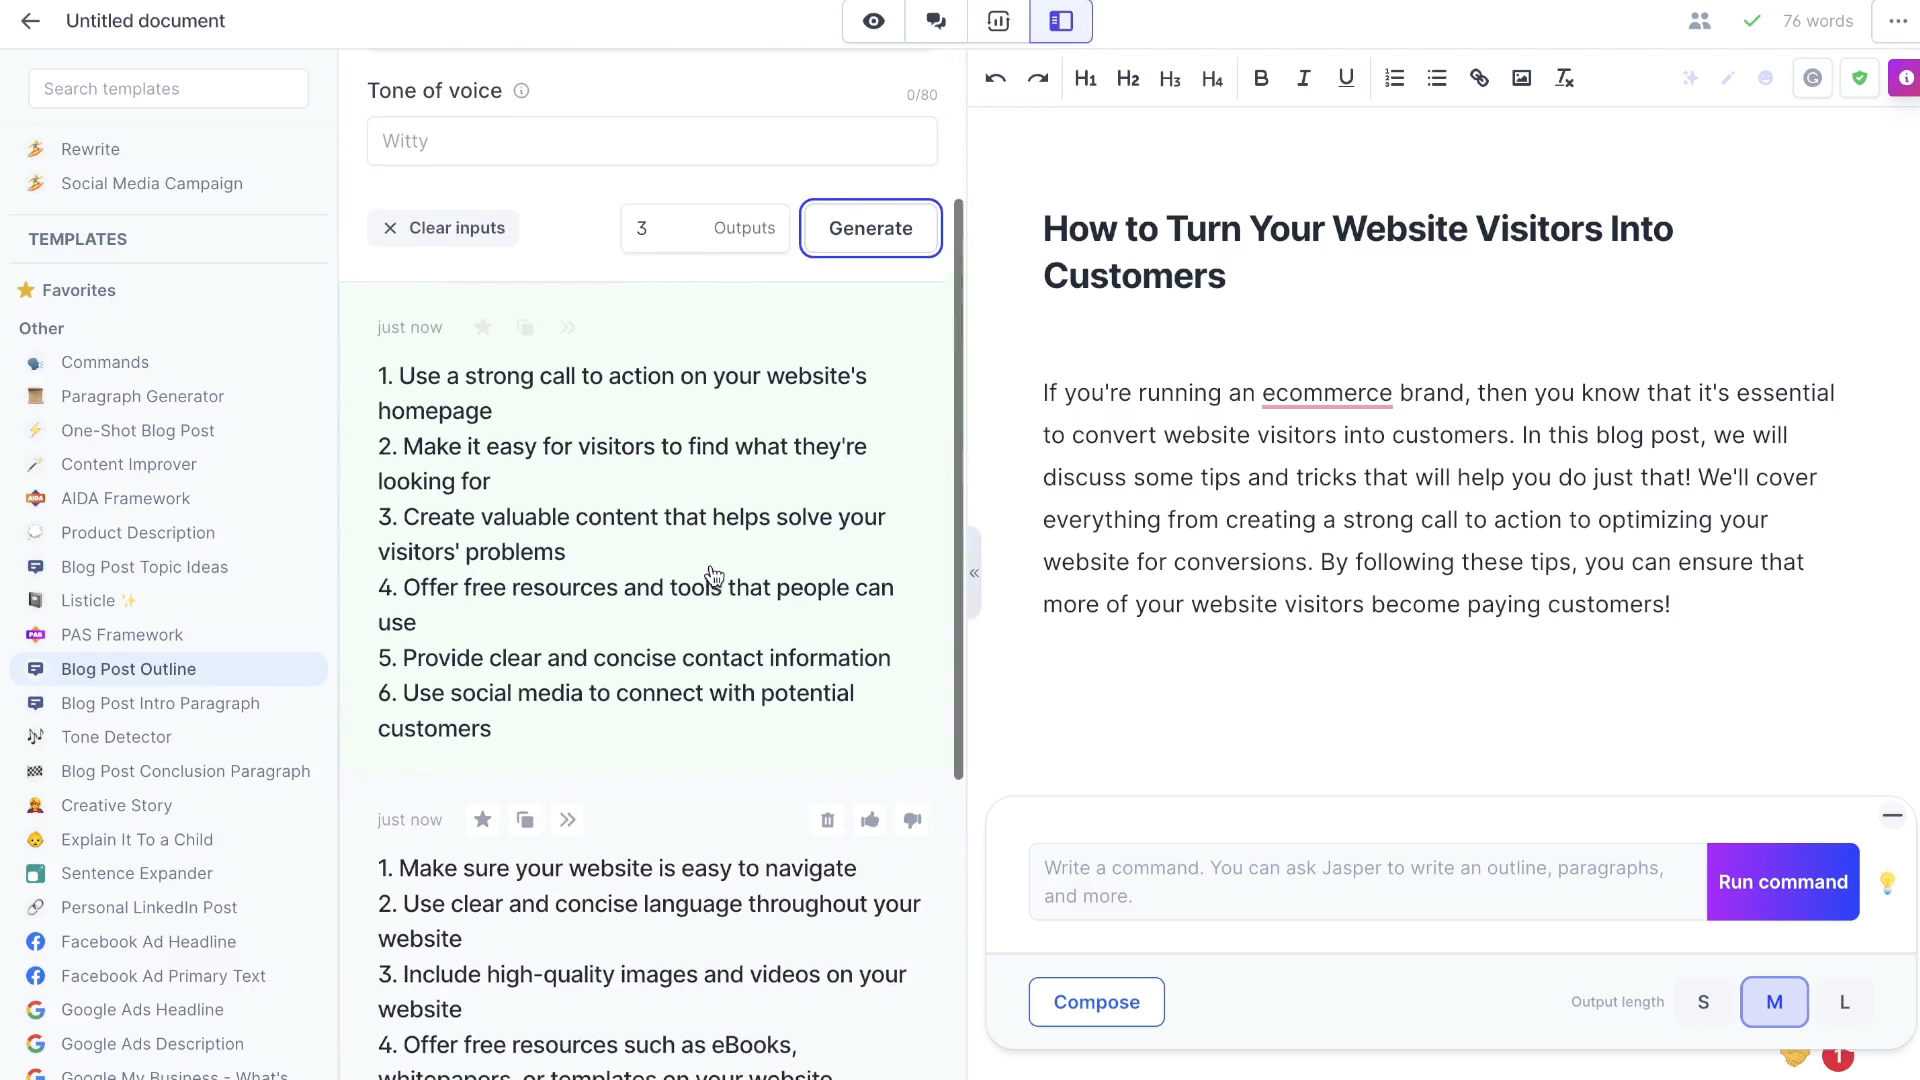 Untitled document
76 words
Search templates
Rewrite
Social Media Campaign
TEMPLATES
Favorites
Other
Commands
Paragraph Generator
One-Shot Blog Post
Content Improver
AIDA
AIDA Framework
Product Description
Blog Post Topic Ideas
Listicle ✨
PAS
PAS Framework
Blog Post Outline
Blog Post Intro Paragraph
Tone Detector
Blog Post Conclusion Paragraph
Creative Story
Explain It To a Child
Sentence Expander
Personal LinkedIn Post
Facebook Ad Headline
Facebook Ad Primary Text
Google Ads Headline
Google Ads Description
Google My Business - What's
Tone of voice
0/80
Witty
Clear inputs
3 Outputs
Generate
just now
1. Use a strong call to action on your website's
homepage
2. Make it easy for visitors to find what they're
looking for
3. Create valuable content that helps solve your
visitors' problems
4. Offer free resources and tools that people can
use
5. Provide clear and concise contact information
6. Use social media to connect with potential
customers
just now
1. Make sure your website is easy to navigate
2. Use clear and concise language throughout your
website
3. Include high-quality images and videos on your
website
4. Offer free resources such as eBooks,
whitepapers, or templates on your website
H1 H2 H3 H4 B I U
How to Turn Your Website Visitors Into
Customers
If you're running an ecommerce brand, then you know that it's essential
to convert website visitors into customers. In this blog post, we will
discuss some tips and tricks that will help you do just that! We'll cover
everything from creating a strong call to action to optimizing your
website for conversions. By following these tips, you can ensure that
more of your website visitors become paying customers!
Write a command. You can ask Jasper to write an outline, paragraphs,
and more.
Run command
Compose
Output length
S
M
L
1